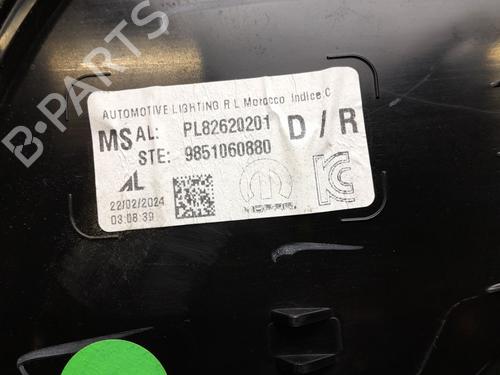 B-PARTS
AUTOMOTIVE LIGHTING R L Morocco Indice:C
MS AL: PL82620201 D / R
STE: 9851060880
AL
22/02/2024
03:08:39